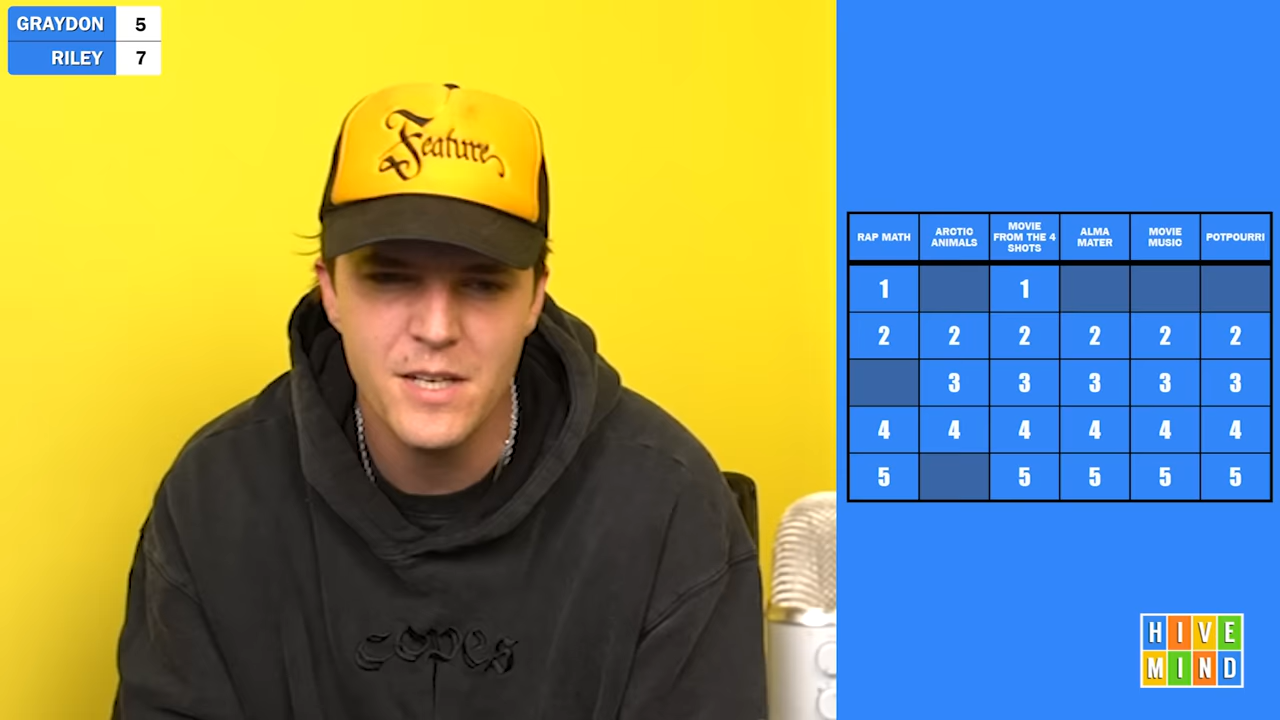 GRAYDON 5
RILEY 7
Feature
codes
RAP MATH ARCTIC ANIMALS MOVIE FROM THE 4 SHOTS ALMA MATER MOVIE MUSIC POTPOURRI
1 1
2 2 2 2 2 2
3 3 3 3 3
4 4 4 4 4 4
5 5 5 5 5
HIVE
MIND